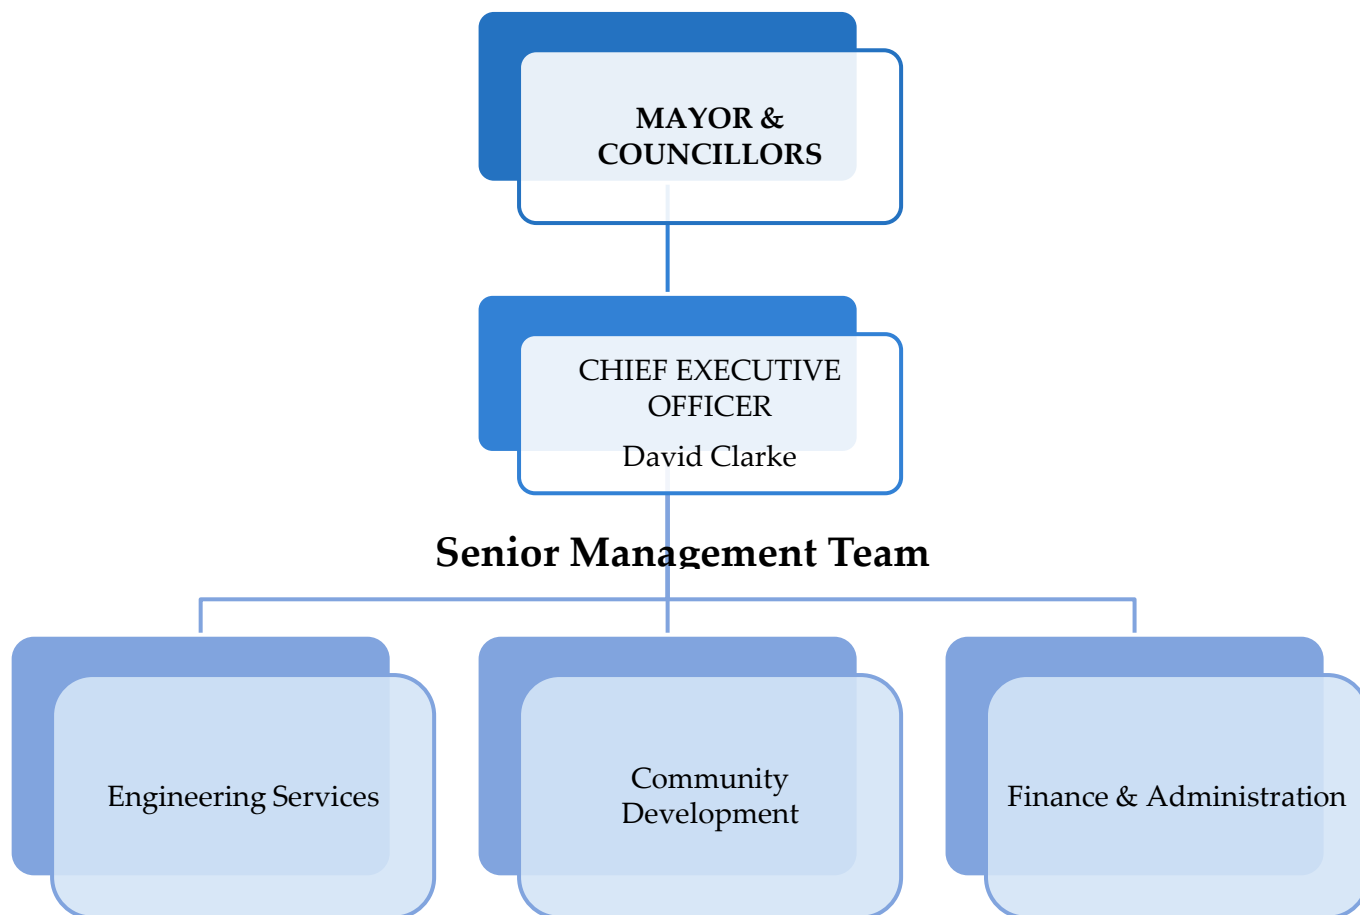 MAYOR &
COUNCILLORS
CHIEF EXECUTIVE
OFFICER
David Clarke
Senior Management Team
Engineering Services
Community
Development
Finance & Administration